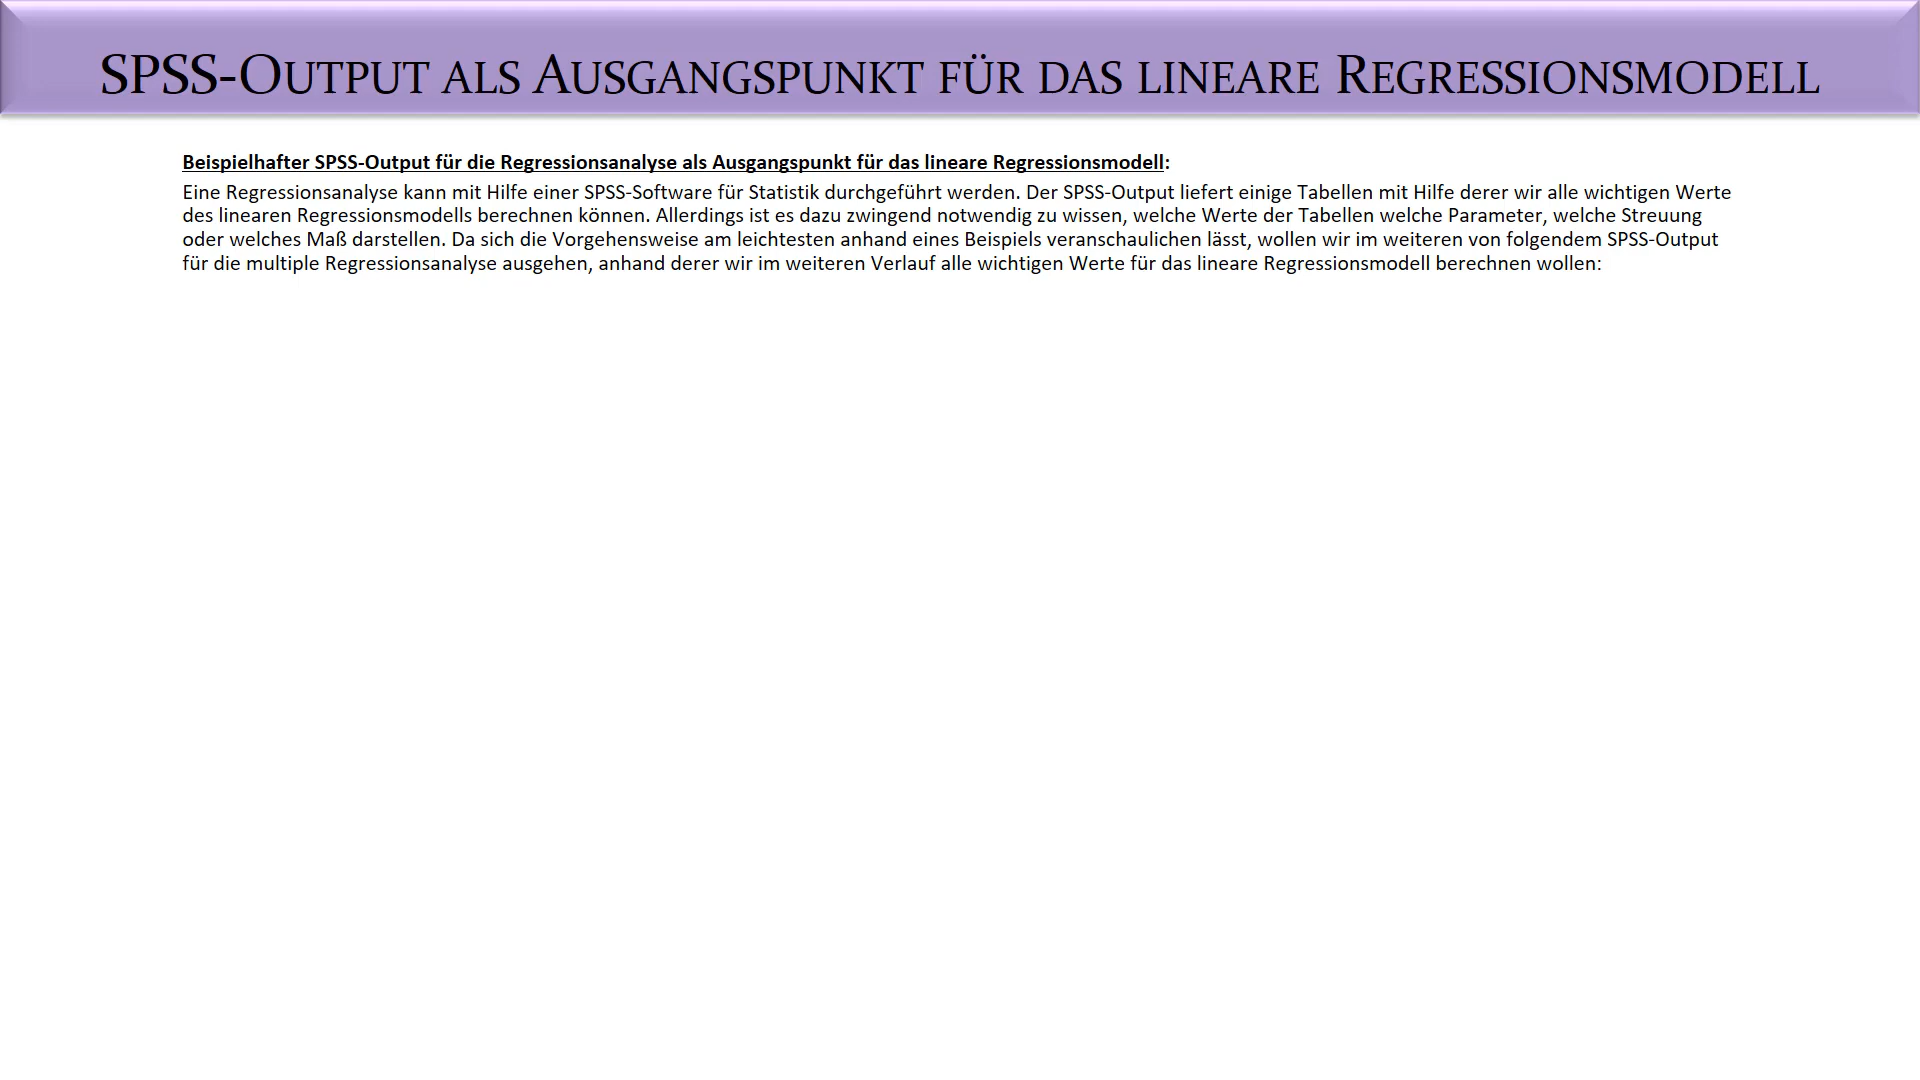 SPSS-Output als Ausgangspunkt für das lineare Regressionsmodell
Beispielhafter SPSS-Output für die Regressionsanalyse als Ausgangspunkt für das lineare Regressionsmodell:
Eine Regressionsanalyse kann mit Hilfe einer SPSS-Software für Statistik durchgeführt werden. Der SPSS-Output liefert einige Tabellen mit Hilfe derer wir alle wichtigen Werte
des linearen Regressionsmodells berechnen können. Allerdings ist es dazu zwingend notwendig zu wissen, welche Werte der Tabellen welche Parameter, welche Streuung
oder welches Maß darstellen. Da sich die Vorgehensweise am leichtesten anhand eines Beispiels veranschaulichen lässt, wollen wir im weiteren von folgendem SPSS-Output
für die multiple Regressionsanalyse ausgehen, anhand derer wir im weiteren Verlauf alle wichtigen Werte für das lineare Regressionsmodell berechnen wollen: